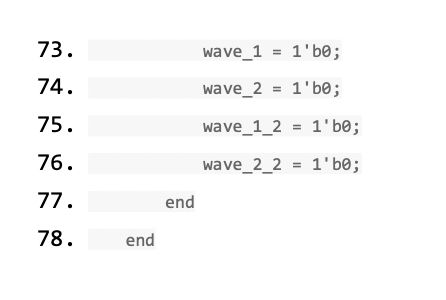 73. wave_1 = 1'b0;
74. wave_2 = 1'b0;
75. wave_1_2 = 1'b0;
76. wave_2_2 = 1'b0;
77. end
78. end